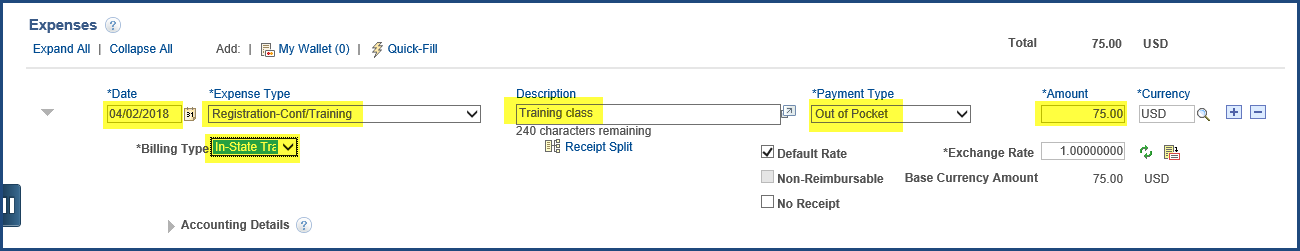 Expenses ?
Expand All | Collapse All Add: | My Wallet (0) | Quick-Fill Total 75.00 USD
*Date *Expense Type Description *Payment Type *Amount *Currency
04/02/2018 31 Registration-Conf/Training Training class Out of Pocket 75.00 USD
240 characters remaining
*Billing Type In-State Tra Receipt Split Default Rate *Exchange Rate 1.00000000
Non-Reimbursable Base Currency Amount 75.00 USD
No Receipt
Accounting Details ?